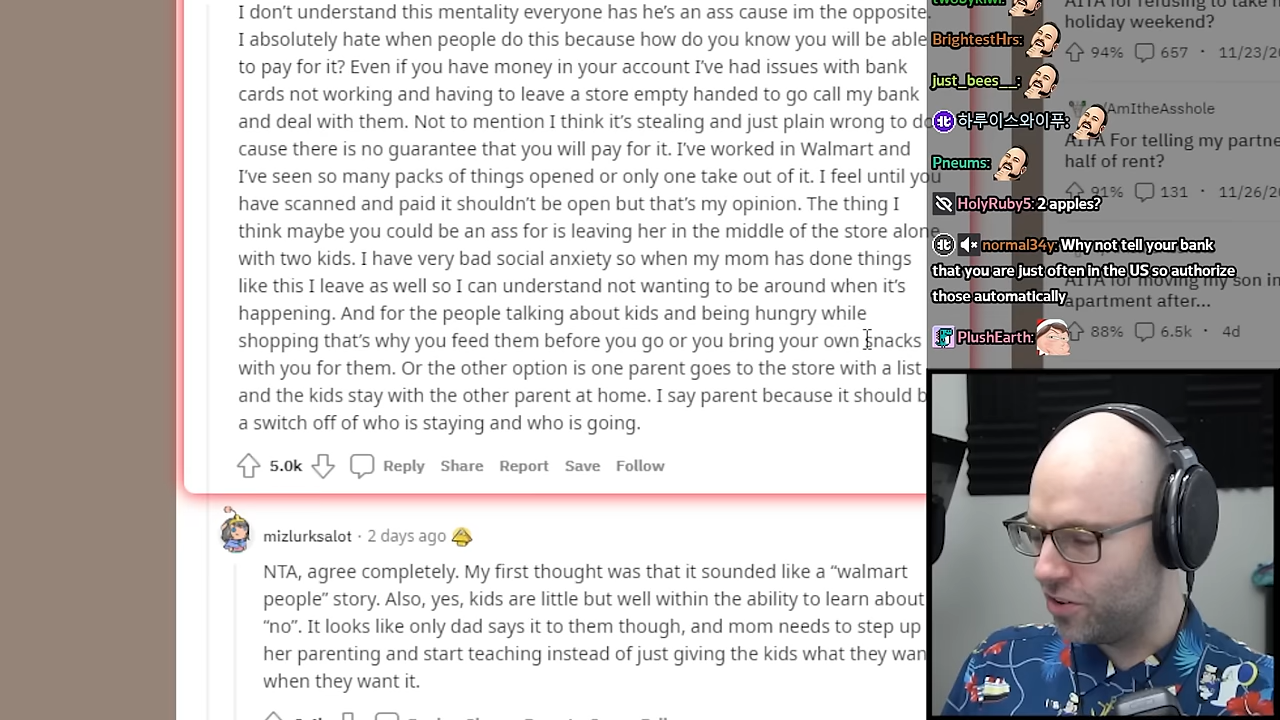 I don't understand this mentality everyone has he's an ass cause im the opposite.
I absolutely hate when people do this because how do you know you will be able
to pay for it? Even if you have money in your account I've had issues with bank
cards not working and having to leave a store empty handed to go call my bank
and deal with them. Not to mention I think it's stealing and just plain wrong to do
cause there is no guarantee that you will pay for it. I've worked in Walmart and
I've seen so many packs of things opened or only one take out of it. I feel until you
have scanned and paid it shouldn't be open but that's my opinion. The thing I
think maybe you could be an ass for is leaving her in the middle of the store alone
with two kids. I have very bad social anxiety so when my mom has done things
like this I leave as well so I can understand not wanting to be around when it's
happening. And for the people talking about kids and being hungry while
shopping that's why you feed them before you go or you bring your own snacks
with you for them. Or the other option is one parent goes to the store with a list
and the kids stay with the other parent at home. I say parent because it should b
a switch off of who is staying and who is going.
5.0k Reply Share Report Save Follow
mizlurksalot · 2 days ago
NTA, agree completely. My first thought was that it sounded like a “walmart
people” story. Also, yes, kids are little but well within the ability to learn about
“no”. It looks like only dad says it to them though, and mom needs to step up
her parenting and start teaching instead of just giving the kids what they wan
when they want it.
twobykiwi:
BrightestHrs:
just_bees__:
하루이스와이푸:
Pneums:
HolyRuby5: 2 apples?
normal34y: Why not tell your bank
that you are just often in the US so authorize
those automatically
PlushEarth:
AITA for refusing to take
holiday weekend?
94% 657 · 11/23/2
/AmItheAsshole
AITA For telling my partne
half of rent?
91% 131 · 11/26/2
AITA for moving my son in
apartment after...
88% 6.5k · 4d